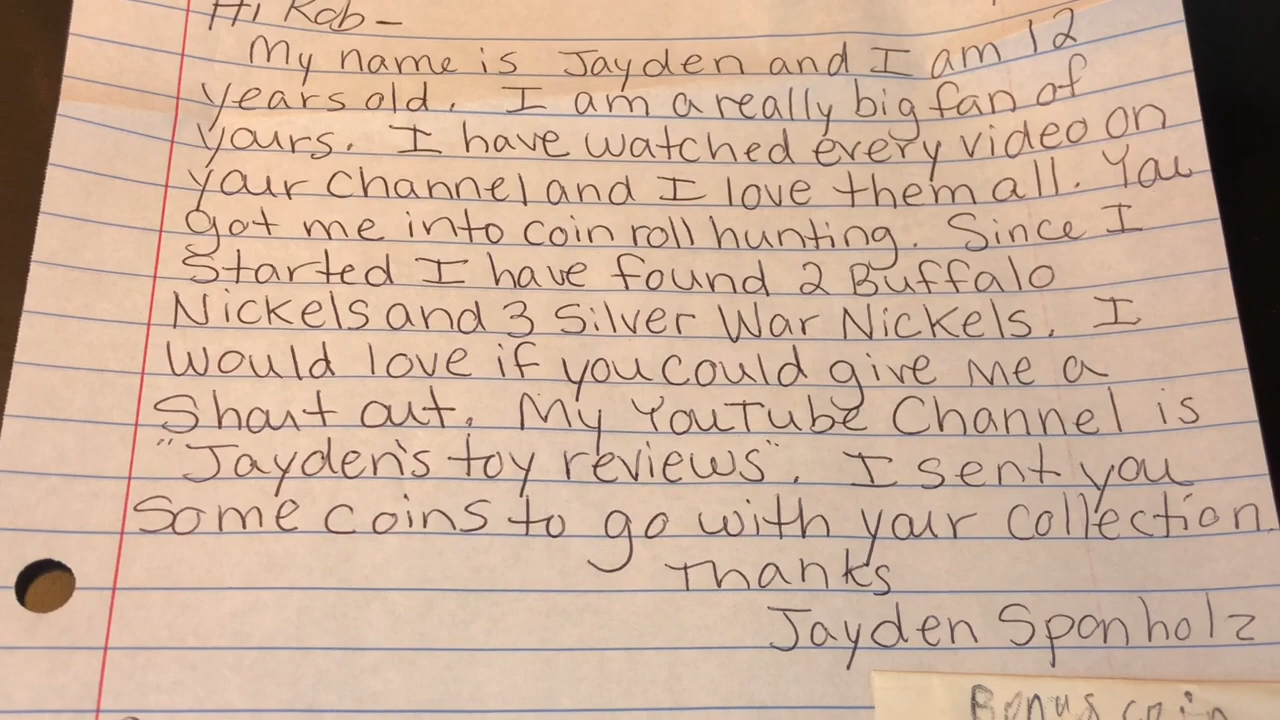 Hi Rob-
My name is Jayden and I am 12
years old. I am a really big fan of
yours. I have watched every video on
your channel and I love them all. You
got me into coin roll hunting. Since I
Started I have found 2 Buffalo
Nickels and 3 Silver War Nickels. I
would love if you could give me a
Shout out. My YouTube Channel is
"Jayden's toy reviews". I sent you
Some coins to go with your collection.
Thanks
Jayden Spanholz
Bonus coin